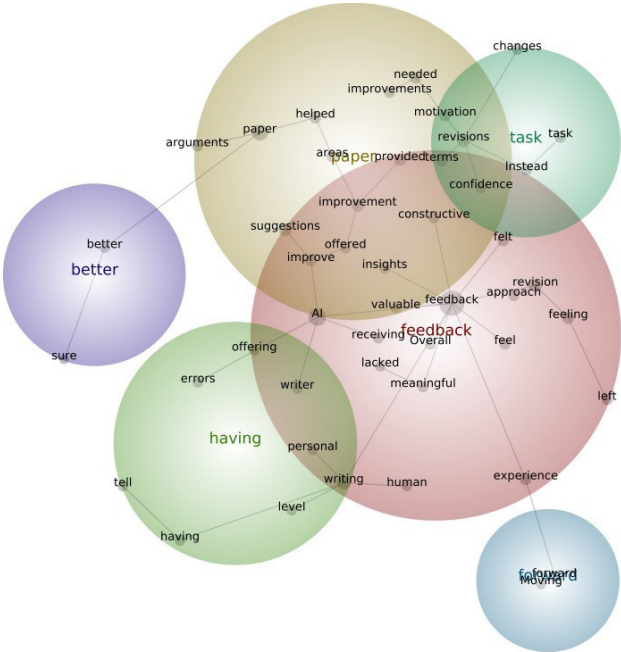 changes
needed
improvements
motivation
helped
paper
revisions
task
task
arguments
areas
paper
provided
terms
Instead
confidence
improvement
constructive
suggestions
felt
better
offered
improve
insights
better
revision
approach
feedback
valuable
AI
feeling
feedback
receiving
Overall
feel
offering
sure
lacked
errors
writer
meaningful
left
having
personal
writing
human
experience
tell
level
having
forward
forward
Moving